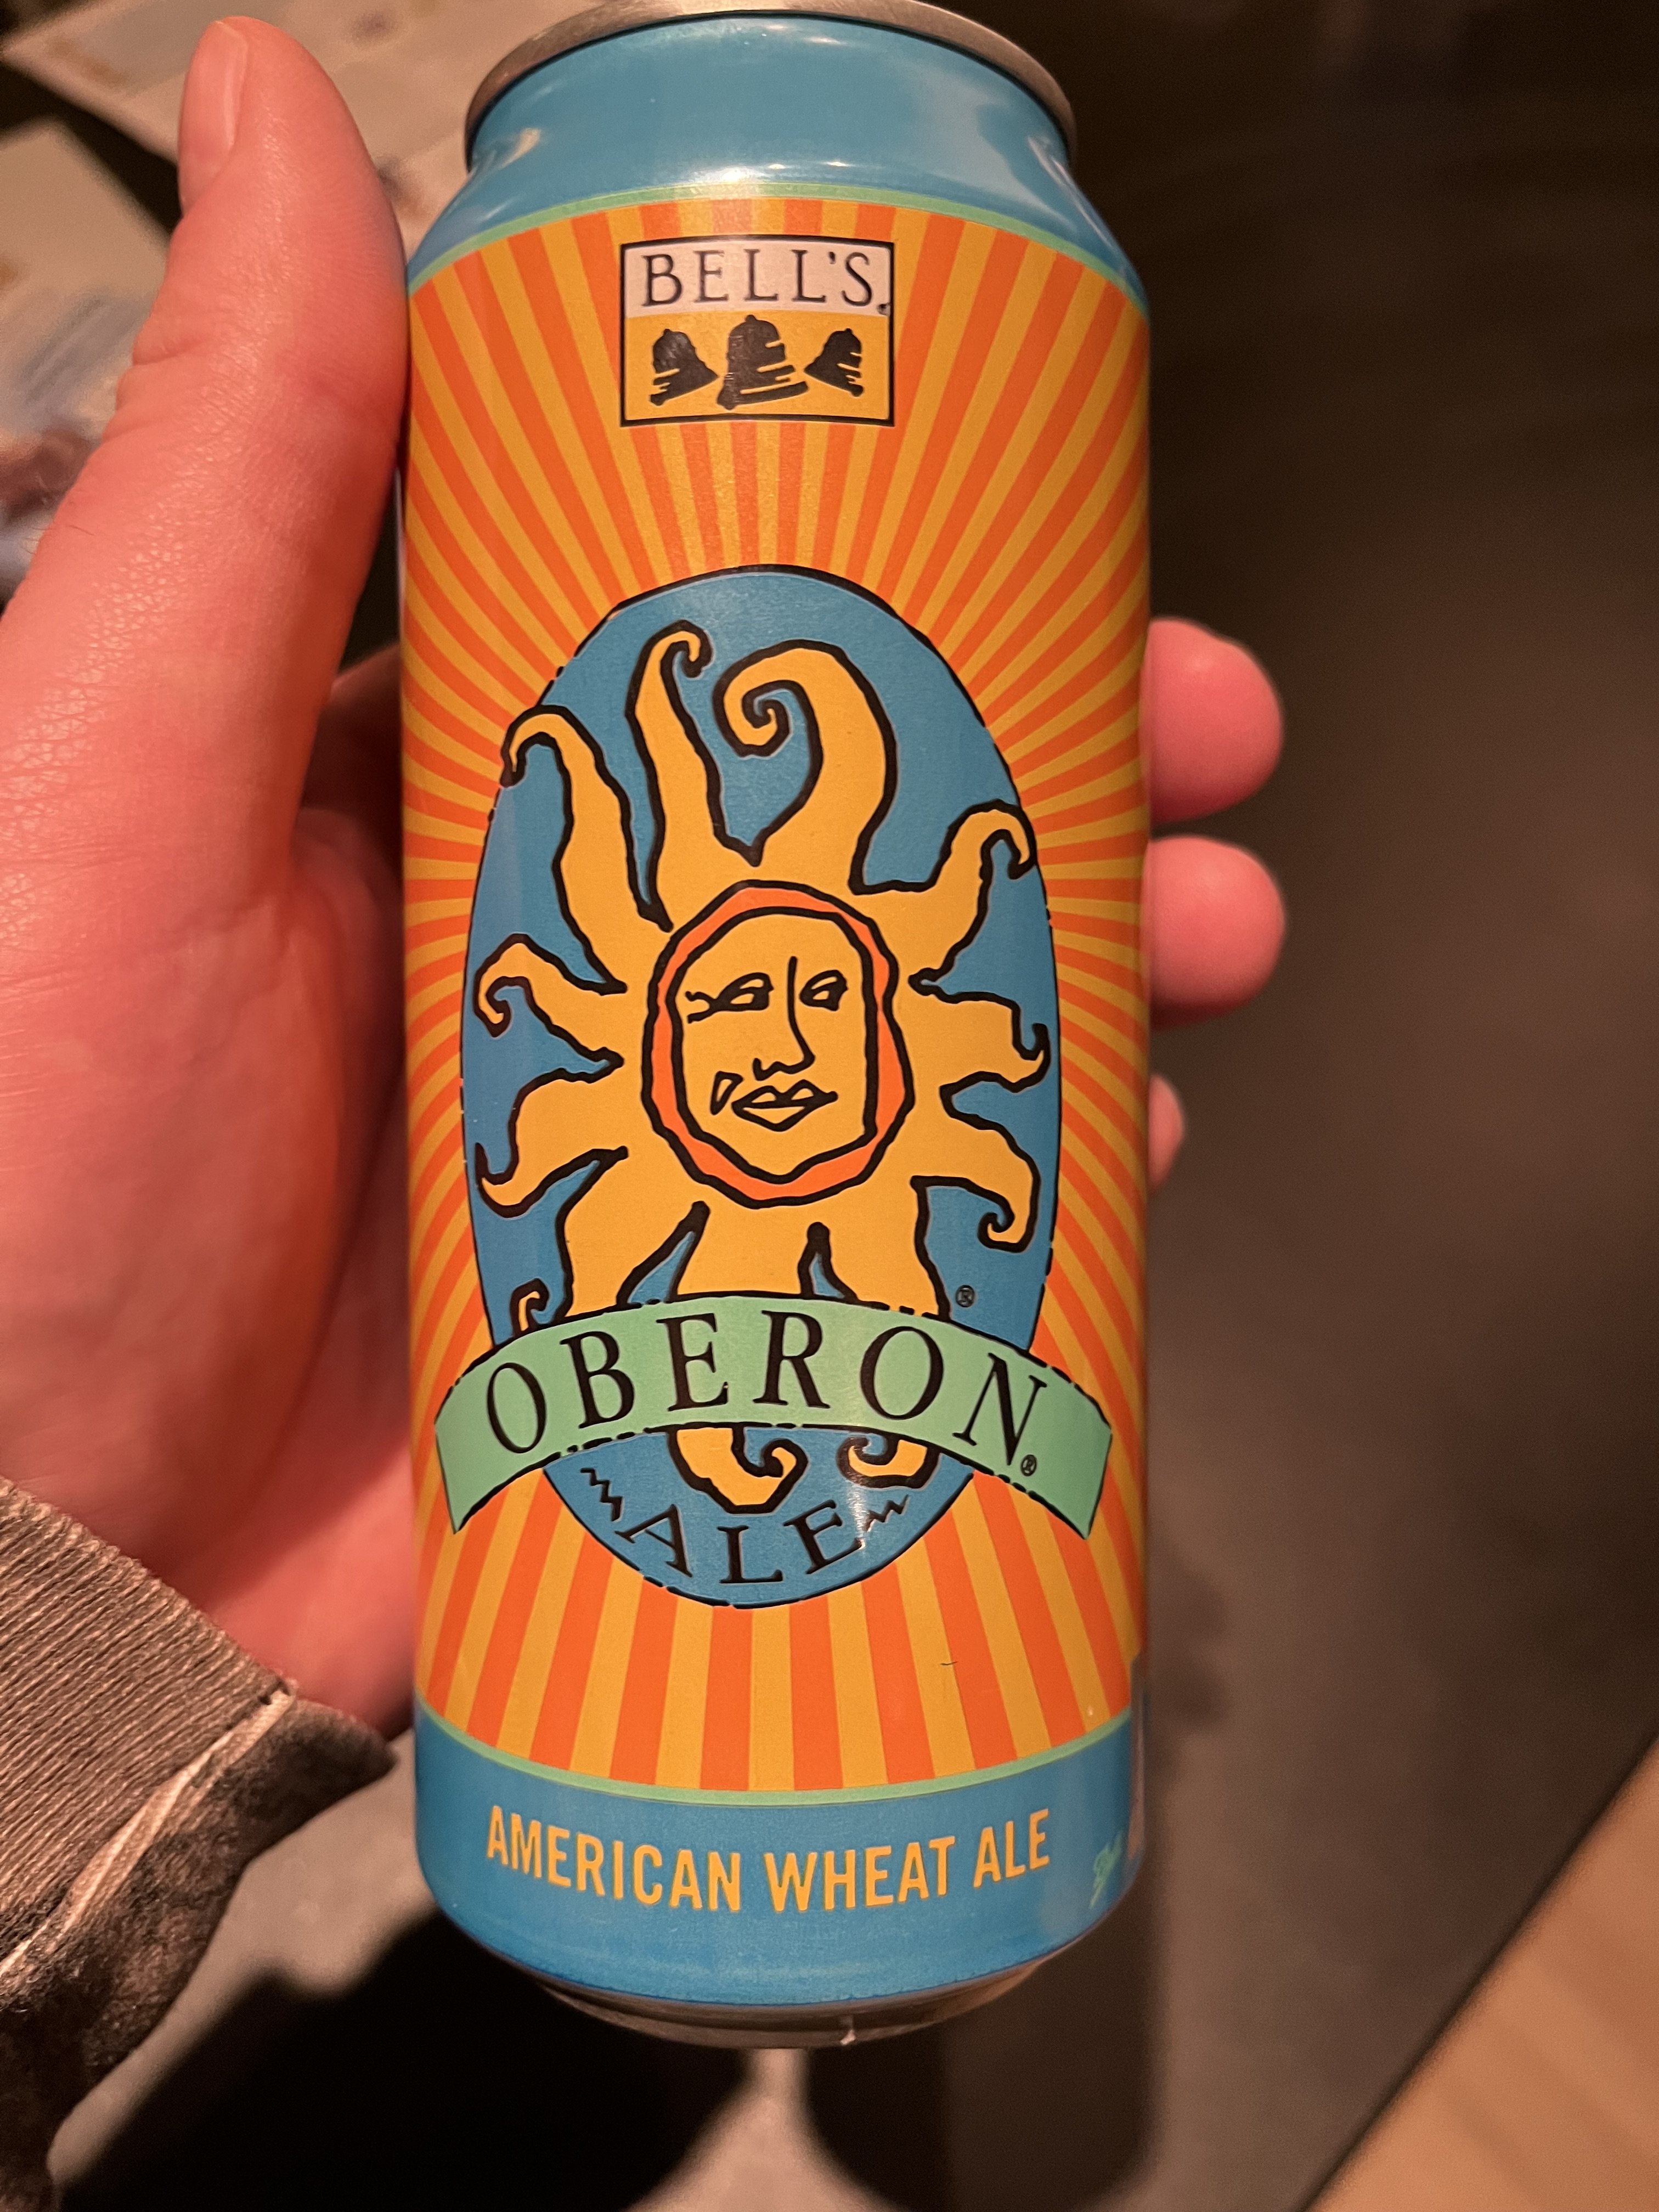 BELL'S®
®
OBERON®
ALE
AMERICAN WHEAT ALE